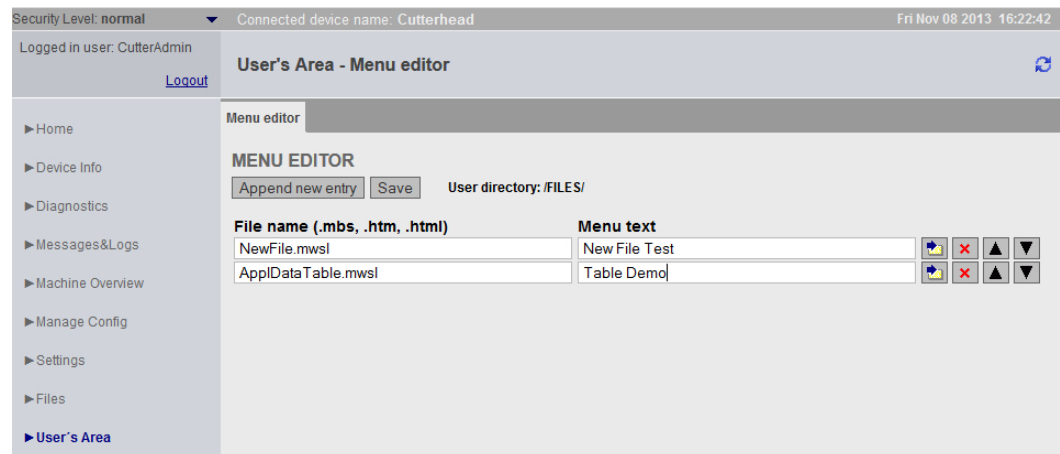 Security Level: normal
Connected device name: Cutterhead
Fri Nov 08 2013 16:22:42
Logged in user: CutterAdmin
Logout
User's Area - Menu editor
►Home
►Device Info
►Diagnostics
►Messages&Logs
►Machine Overview
►Manage Config
►Settings
►Files
►User´s Area
Menu editor
MENU EDITOR
Append new entry Save User directory: /FILES/
File name (.mbs, .htm, .html) Menu text
NewFile.mwsl New File Test
ApplDataTable.mwsl Table Demo